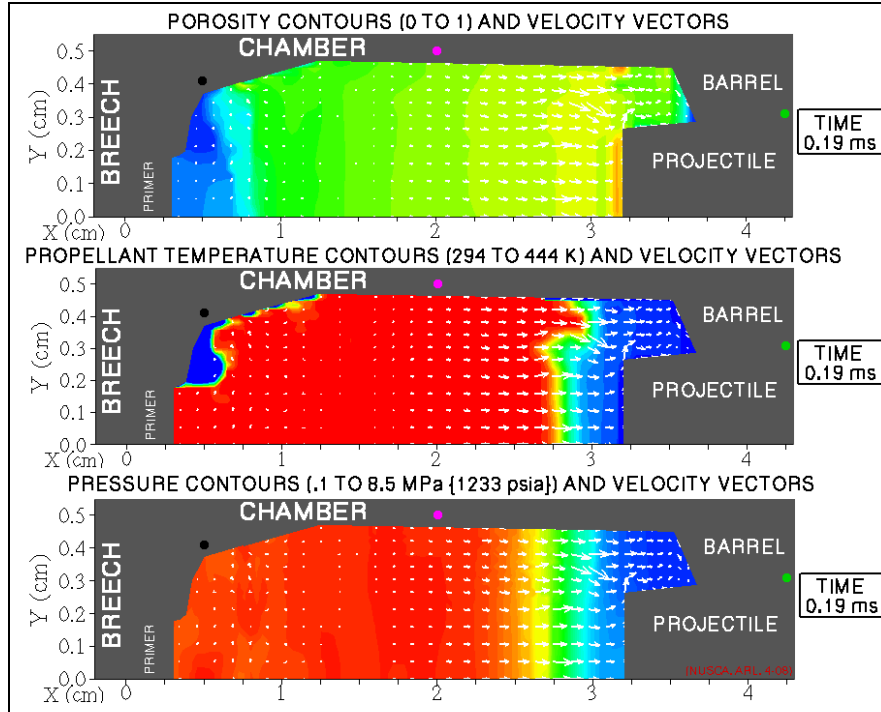 POROSITY CONTOURS (0 TO 1) AND VELOCITY VECTORS
CHAMBER
BREECH
PRIMER
BARREL
PROJECTILE
TIME
0.19 ms
Y (cm)
0.5
0.4
0.3
0.2
0.1
0.0
X (cm) 0 1 2 3 4
PROPELLANT TEMPERATURE CONTOURS (294 TO 444 K) AND VELOCITY VECTORS
CHAMBER
BREECH
PRIMER
BARREL
PROJECTILE
TIME
0.19 ms
Y (cm)
0.5
0.4
0.3
0.2
0.1
0.0
X (cm) 0 1 2 3 4
PRESSURE CONTOURS (.1 TO 8.5 MPa {1233 psia}) AND VELOCITY VECTORS
CHAMBER
BREECH
PRIMER
BARREL
PROJECTILE
TIME
0.19 ms
Y (cm)
0.5
0.4
0.3
0.2
0.1
0.0
X (cm) 0 1 2 3 4
(NUSCA, ARL, 4-08)